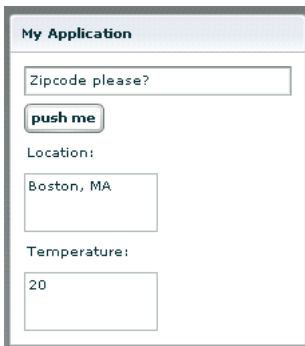 My Application
Zipcode please?
push me
Location:
Boston, MA
Temperature:
20